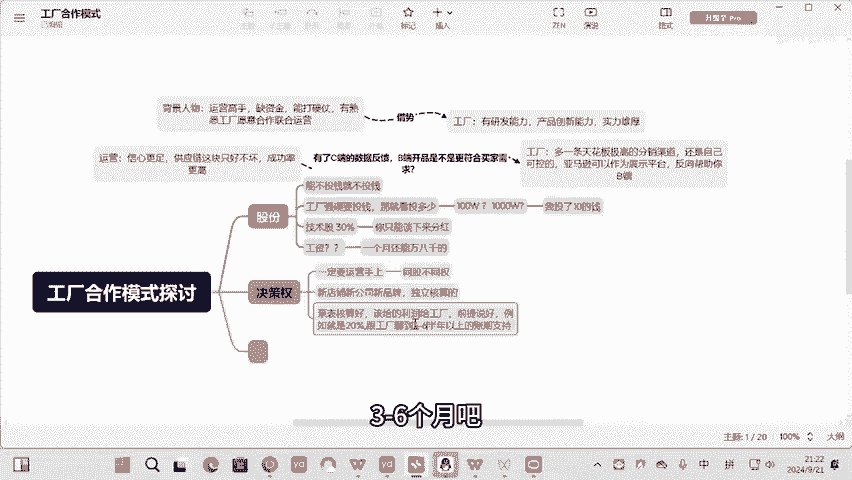 工厂合作模式
标记
插入
ZEN
演说
格式
升级至 Pro
背景人物：运营高手，缺资金，能打硬仗，有熟
悉工厂愿意合作联合运营
借势
工厂：有研发能力，产品创新能力，实力雄厚
运营：信心更足，供应链这块只好不坏，成功率
更高
有了C端的数据反馈，B端开品是不是更符合买家需
求？
工厂：多一条天花板极高的分销渠道，还是自己
可控的，亚马逊可以作为展示平台，反向帮助你
B端
股份
能不投钱就不投钱
工厂强硬要投钱，那就看投多少
100W？1000W？
我投了10的钱
技术股 30%
你只能谈下来分红
工资？？
一个月还能万八千的
工厂合作模式探讨
决策权
一定要运营手上
同股不同权
新店铺新公司新品牌，独立核算的
报表核算好，该给的利润给工厂，前提说好，例
如就是20%,跟工厂聊到
半年以上的账期支持
3-6个月吧
主题: 1 / 20
100%
大纲
中
拼
21:22
2024/9/21